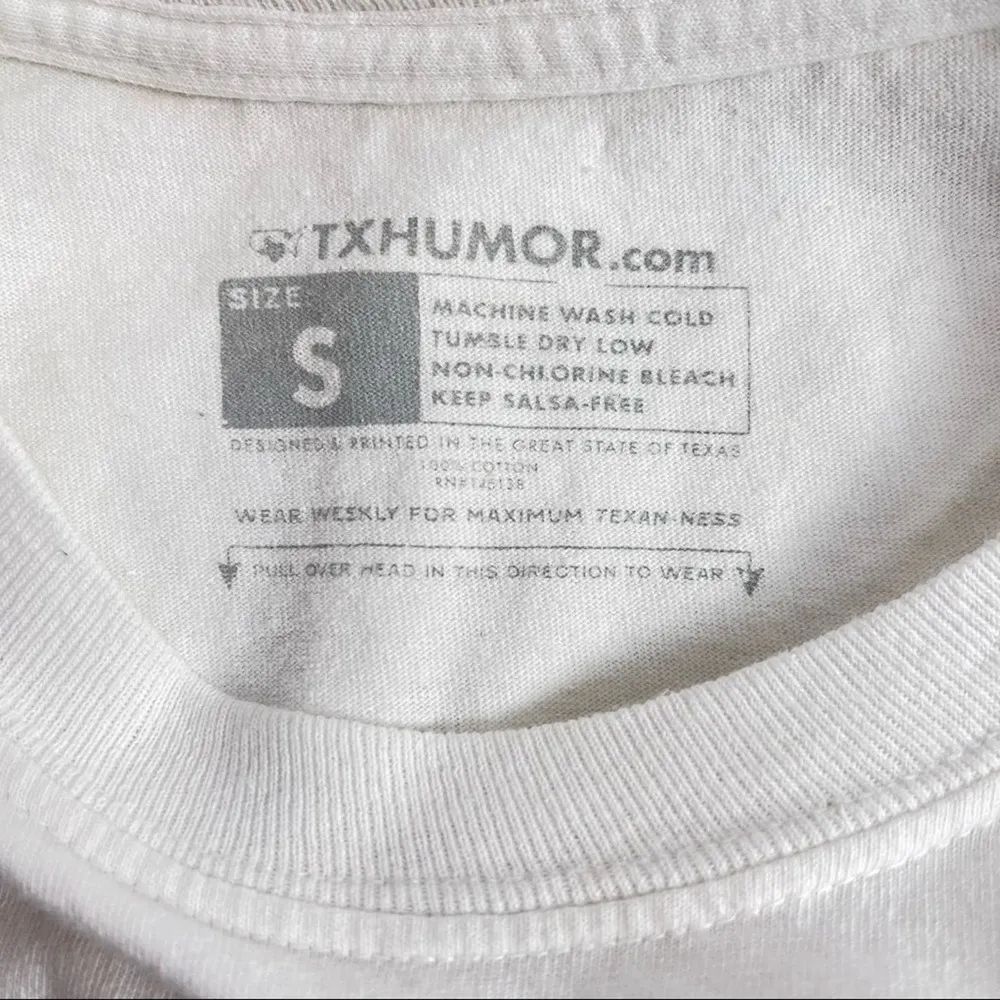 TXHUMOR.com
SIZE
S
MACHINE WASH COLD
TUMBLE DRY LOW
NON-CHLORINE BLEACH
KEEP SALSA-FREE
DESIGNED & PRINTED IN THE GREAT STATE OF TEXAS
100% COTTON
WEAR WEEKLY FOR MAXIMUM TEXAN-NESS
PULL OVER HEAD IN THIS DIRECTION TO WEAR